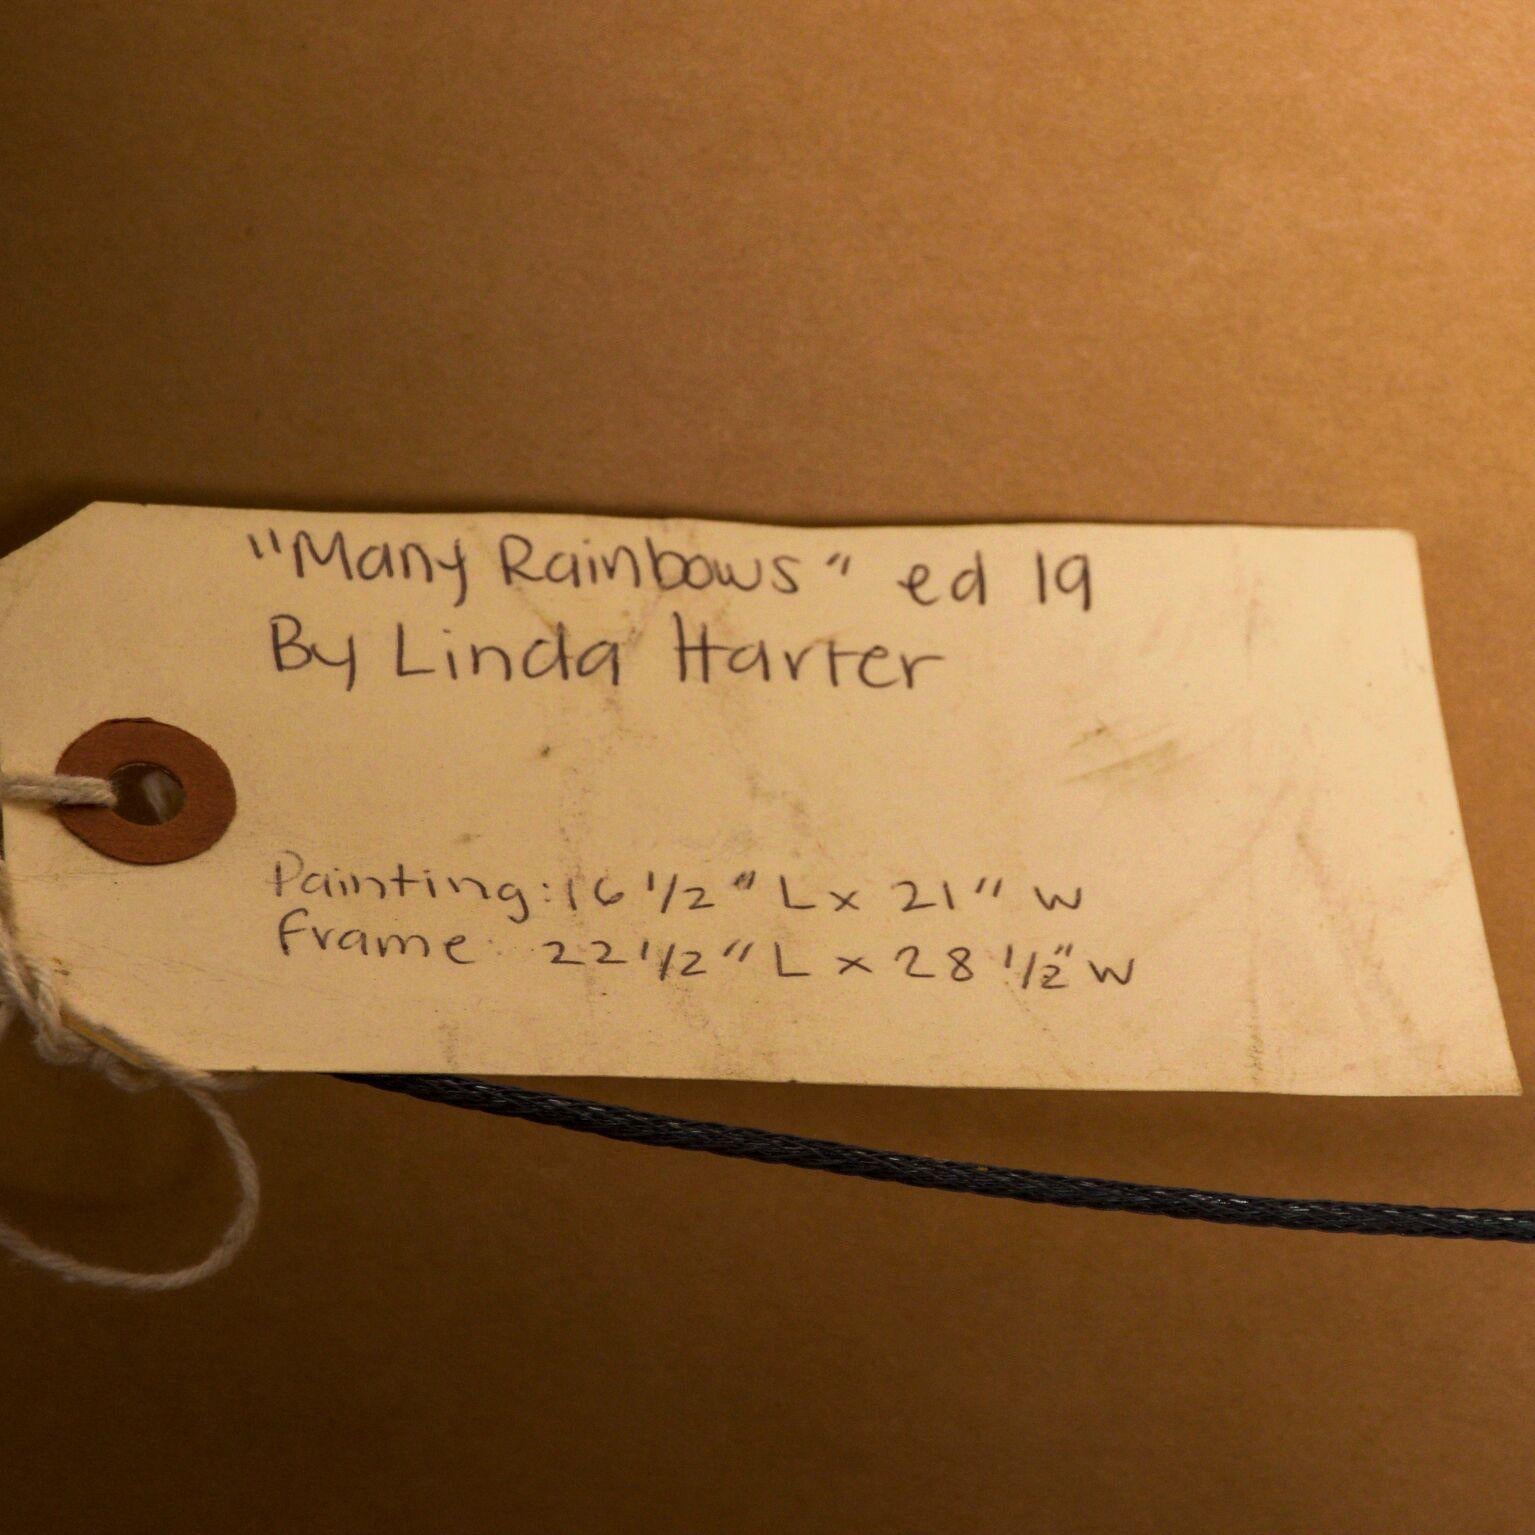 "Many Rainbows" ed 19
By Linda Harter
Painting: 16 1/2" L x 21" W
Frame: 22 1/2" L x 28 1/2" W